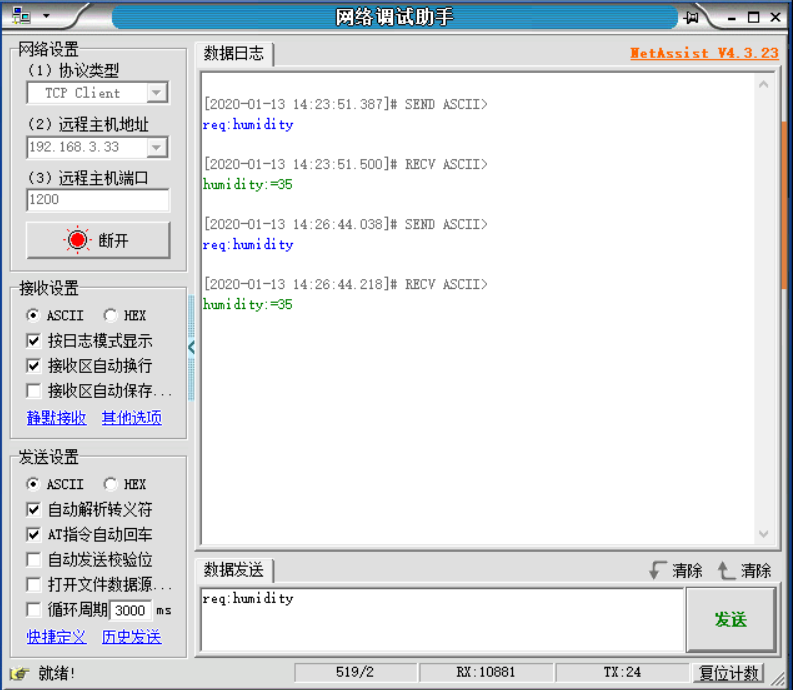 网络调试助手
网络设置
(1) 协议类型
TCP Client
(2) 远程主机地址
192.168.3.33
(3) 远程主机端口
1200
断开
接收设置
ASCII HEX
按日志模式显示
接收区自动换行
接收区自动保存...
静默接收 其他选项
发送设置
ASCII HEX
自动解析转义符
AT指令自动回车
自动发送校验位
打开文件数据源...
循环周期 3000 ms
快捷定义 历史发送
就绪!
数据日志
NetAssist V4.3.23
[2020-01-13 14:23:51.387]# SEND ASCII>
req:humidity
[2020-01-13 14:23:51.500]# RECV ASCII>
humidity:=35
[2020-01-13 14:26:44.038]# SEND ASCII>
req:humidity
[2020-01-13 14:26:44.218]# RECV ASCII>
humidity:=35
数据发送
清除 清除
req:humidity
发送
519/2 RX:10881 TX:24 复位计数